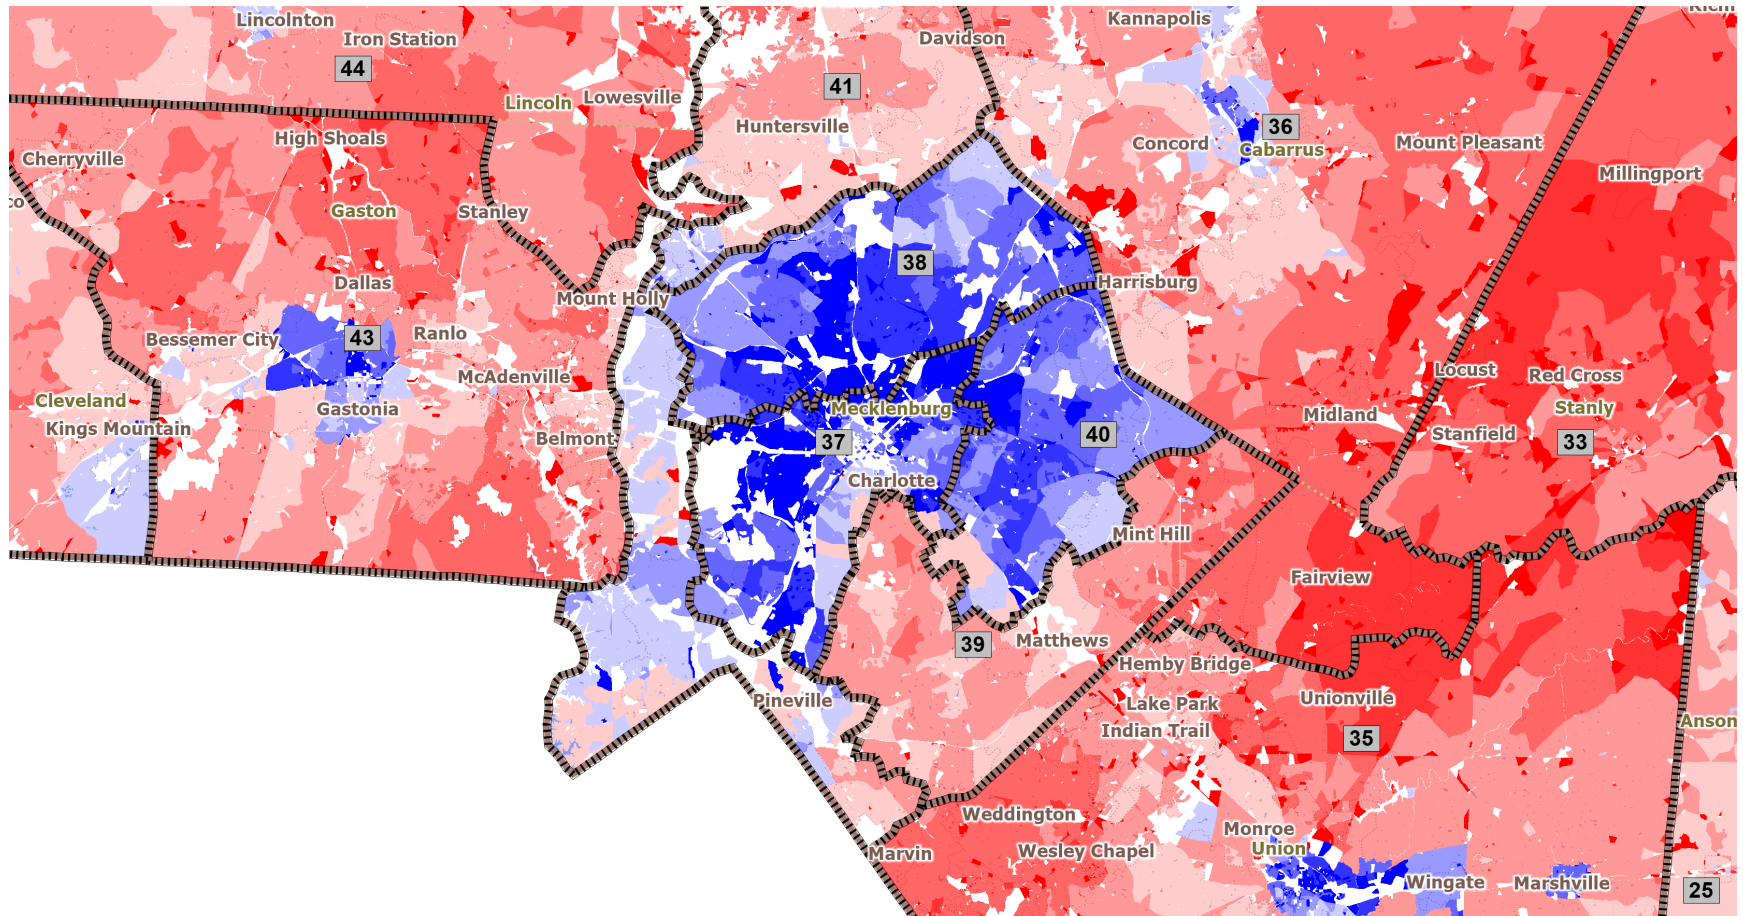 Lincolnton
Kannapolis
Iron Station
Davidson
44
41
Lincoln
Lowesville
Huntersville
36
High Shoals
Concord
Cabarrus
Mount Pleasant
Cherryville
Millingport
co
Gaston
Stanley
38
Dallas
Harrisburg
Mount Holly
Bessemer City
43
Ranlo
McAdenville
Locust
Red Cross
Cleveland
Gastonia
Mecklenburg
Midland
Stanly
Kings Mountain
Belmont
37
40
Stanfield
33
Charlotte
Mint Hill
Fairview
39
Matthews
Hemby Bridge
Pineville
Lake Park
Unionville
Indian Trail
35
Anson
Weddington
Monroe
Union
Marvin
Wesley Chapel
Wingate
Marshville
25